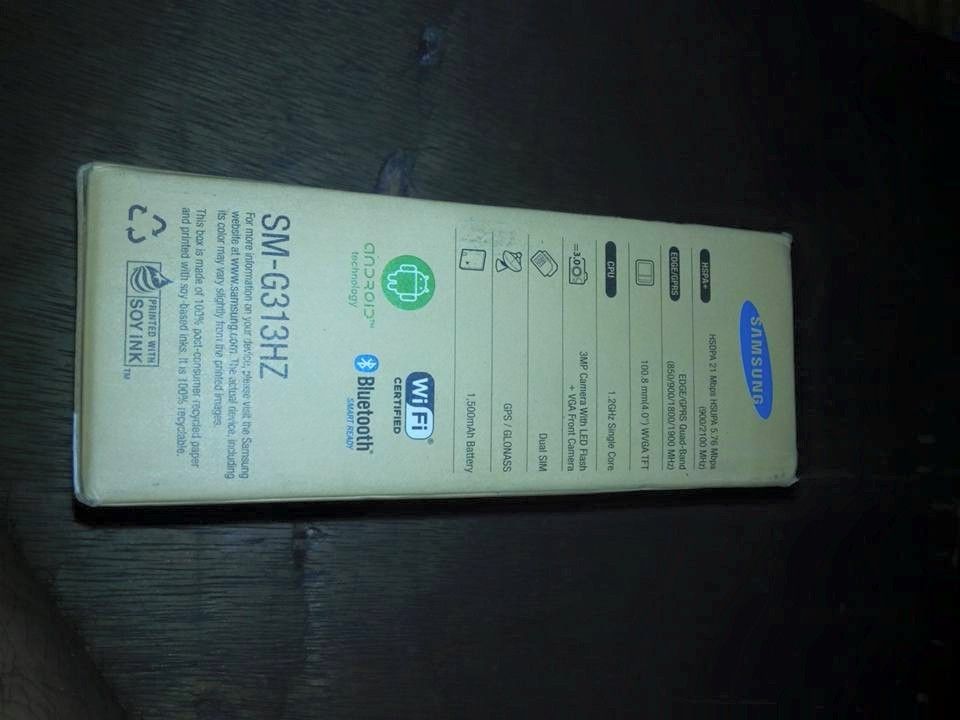 SAMSUNG
HSPA+
HSDPA 21 Mbps HSUPA 5.76 Mbps
(900/2100 MHz)
EDGE/GPRS
EDGE/GPRS Quad-Band
(850/900/1800/1900 MHz)
100.8 mm(4.0") WVGA TFT
CPU
1.2GHz Single Core
3.0
3MP Camera With LED Flash
+ VGA Front Camera
Dual SIM
GPS / GLONASS
1,500mAh Battery
ANDROID™
technology
WiFi®
CERTIFIED
Bluetooth®
SMART READY
SM-G313HZ
For more information on your device, please visit the Samsung
website at www.samsung.com. The actual device, including
its color may vary slightly from the printed images.
This box is made of 100% post-consumer recycled paper
and printed with soy-based inks. It is 100% recyclable.
PRINTED WITH
SOY INK™